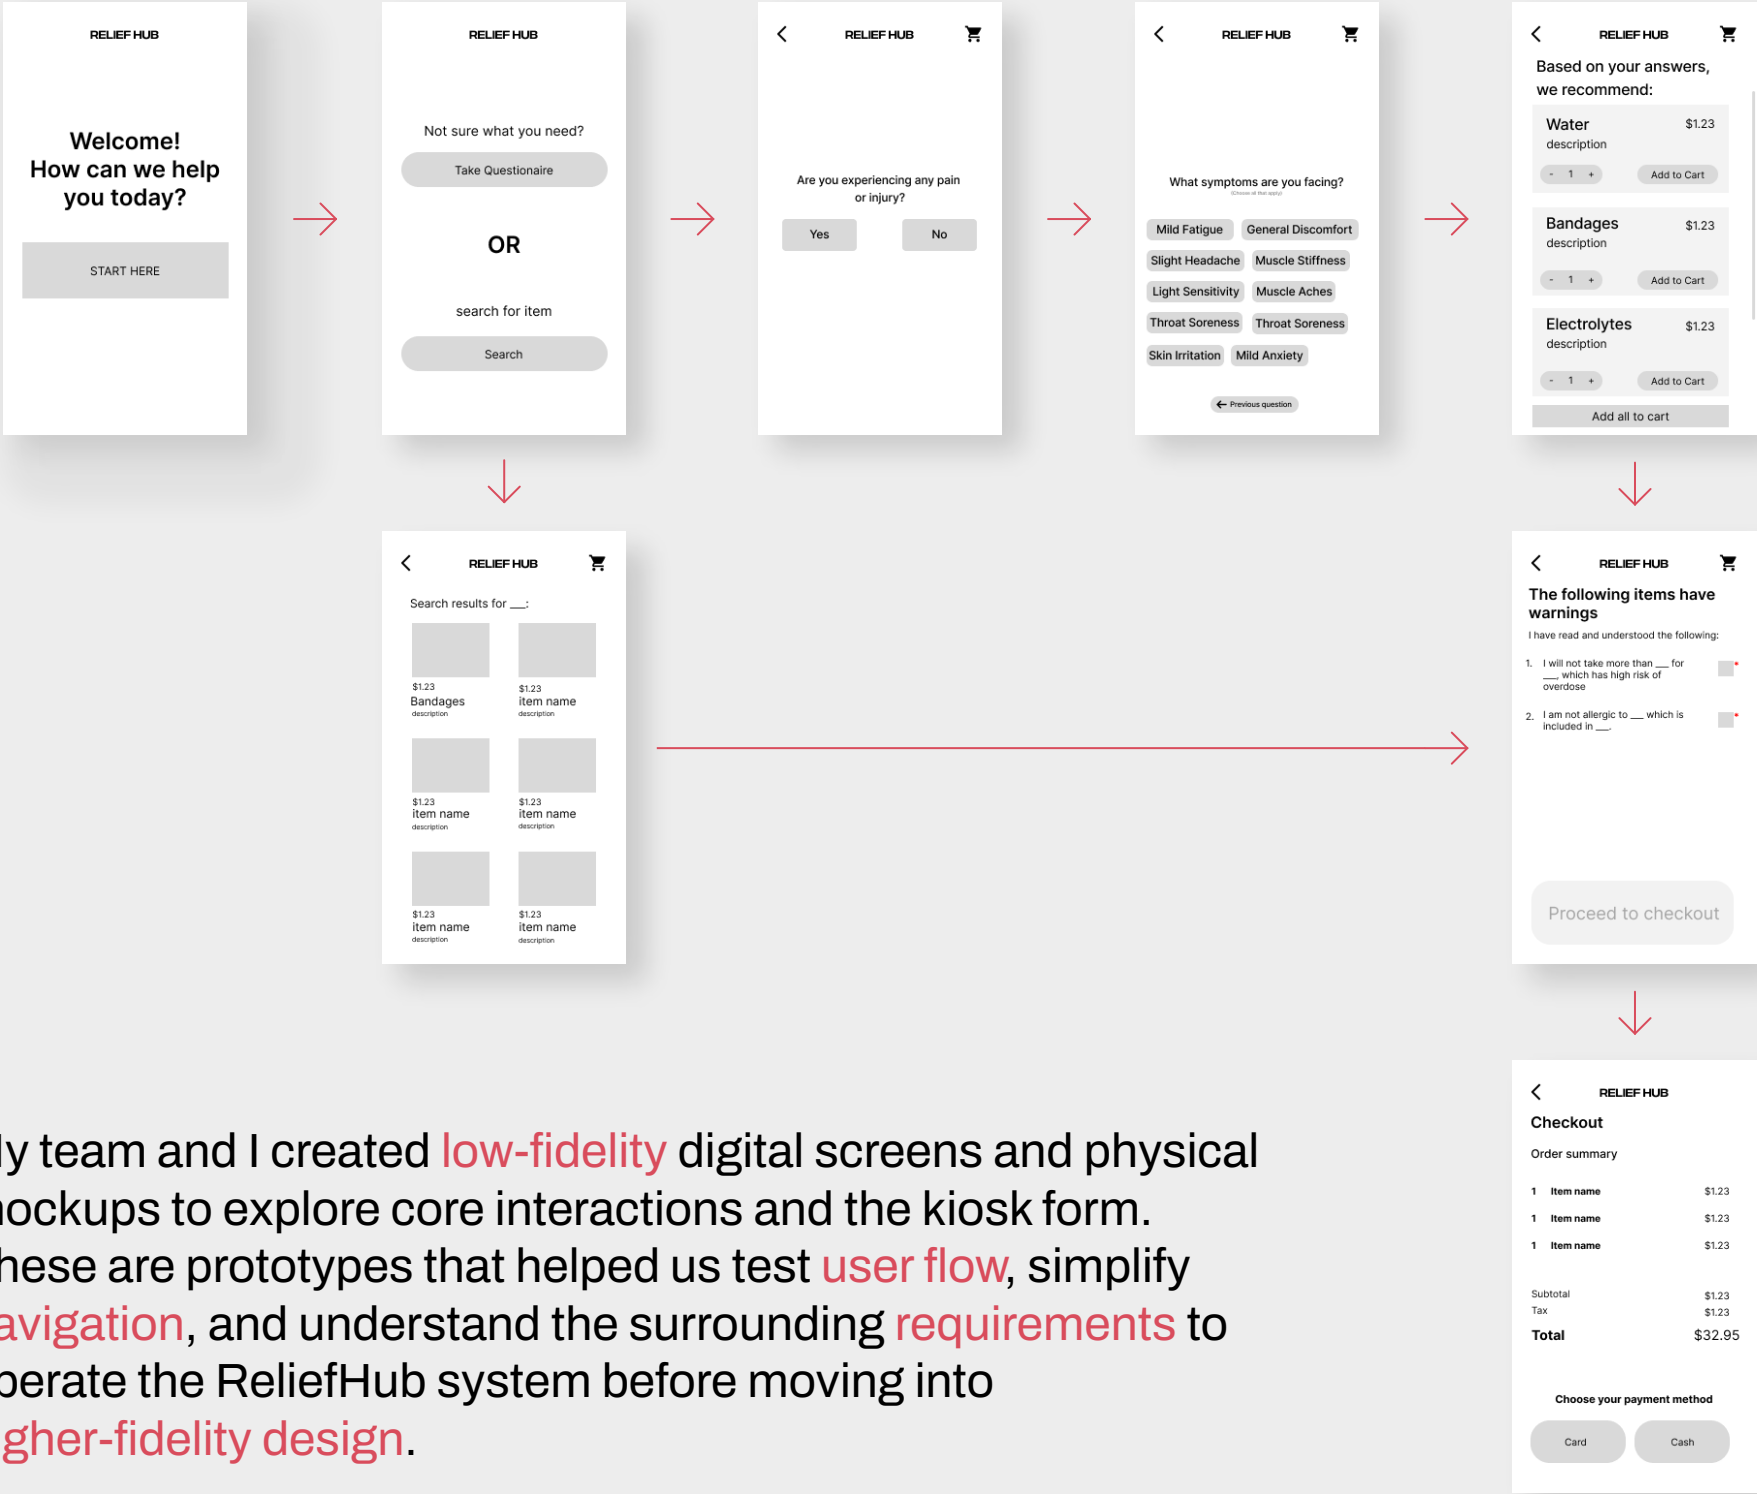 RELIEF HUB
Welcome!
How can we help
you today?
START HERE
RELIEF HUB
Not sure what you need?
Take Questionaire
OR
search for item
Search
RELIEF HUB
Are you experiencing any pain
or injury?
Yes No
RELIEF HUB
What symptoms are you facing?
(Choose all that apply)
Mild Fatigue General Discomfort
Slight Headache Muscle Stiffness
Light Sensitivity Muscle Aches
Throat Soreness Throat Soreness
Skin Irritation Mild Anxiety
Previous question
RELIEF HUB
Based on your answers,
we recommend:
Water $1.23
description
- 1 + Add to Cart
Bandages $1.23
description
- 1 + Add to Cart
Electrolytes $1.23
description
- 1 + Add to Cart
Add all to cart
RELIEF HUB
Search results for ___:
$1.23 $1.23
Bandages item name
description description
$1.23 $1.23
item name item name
description description
$1.23 $1.23
item name item name
description description
RELIEF HUB
The following items have
warnings
I have read and understood the following:
1. I will not take more than ___ for
___, which has high risk of
overdose
*
2. I am not allergic to ___ which is
included in ___.
*
Proceed to checkout
RELIEF HUB
Checkout
Order summary
1 Item name $1.23
1 Item name $1.23
1 Item name $1.23
Subtotal $1.23
Tax $1.23
Total $32.95
Choose your payment method
Card Cash
y team and I created low-fidelity digital screens and physical
ockups to explore core interactions and the kiosk form.
hese are prototypes that helped us test user flow, simplify
avigation, and understand the surrounding requirements to
perate the ReliefHub system before moving into
gher-fidelity design.